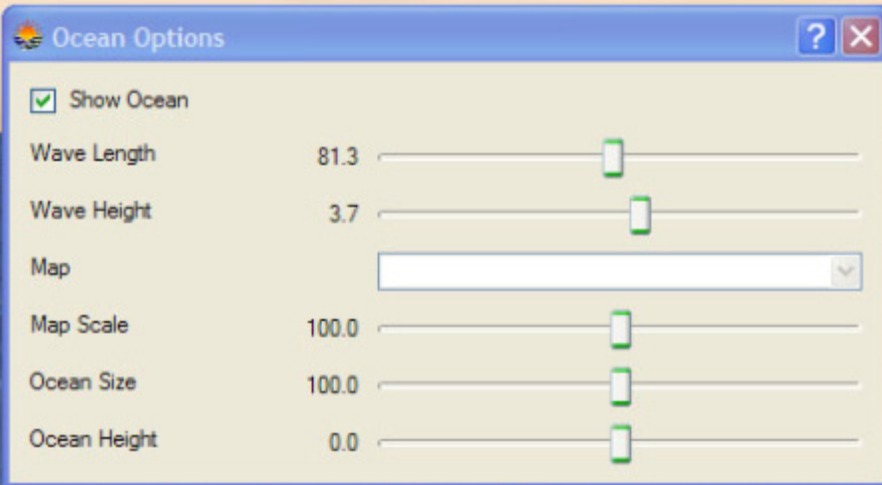 Ocean Options
Show Ocean
Wave Length 81.3
Wave Height 3.7
Map
Map Scale 100.0
Ocean Size 100.0
Ocean Height 0.0